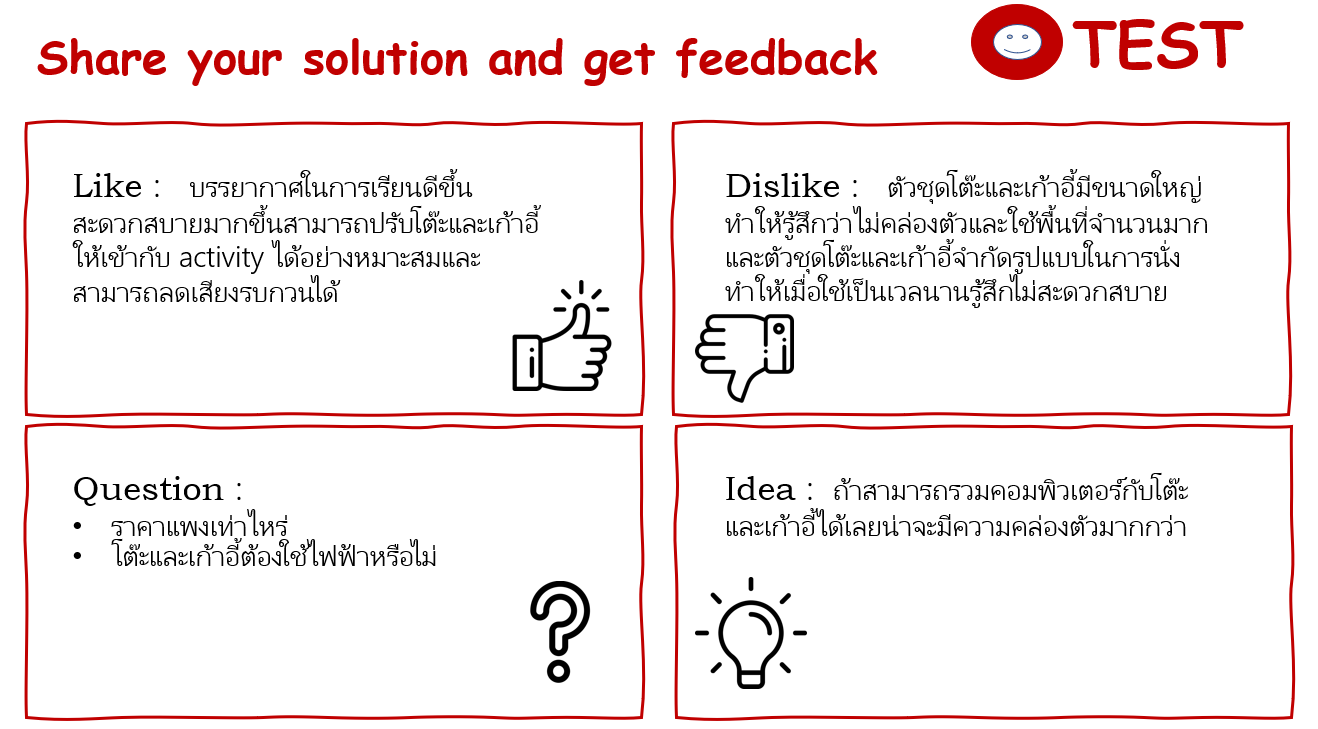 Share your solution and get feedback
TEST
Like : บรรยากาศในการเรียนดีขึ้น
สะดวกสบายมากขึ้นสามารถปรับโต๊ะและเก้าอี้
ให้เข้ากับ activity ได้อย่างหมาะสมและ
สามารถลดเสียงรบกวนได้
Dislike : ตัวชุดโต๊ะและเก้าอี้มีขนาดใหญ่
ทำให้รู้สึกว่าไม่คล่องตัวและใช้พื้นที่จำนวนมาก
และตัวชุดโต๊ะและเก้าอี้จำกัดรูปแบบในการนั่ง
ทำให้เมื่อใช้เป็นเวลนานรู้สึกไม่สะดวกสบาย
Question :
• ราคาแพงเท่าไหร่
• โต๊ะและเก้าอี้ต้องใช้ไฟฟ้าหรือไม่
Idea : ถ้าสามารถรวมคอมพิวเตอร์กับโต๊ะ
และเก้าอี้ได้เลยน่าจะมีความคล่องตัวมากกว่า